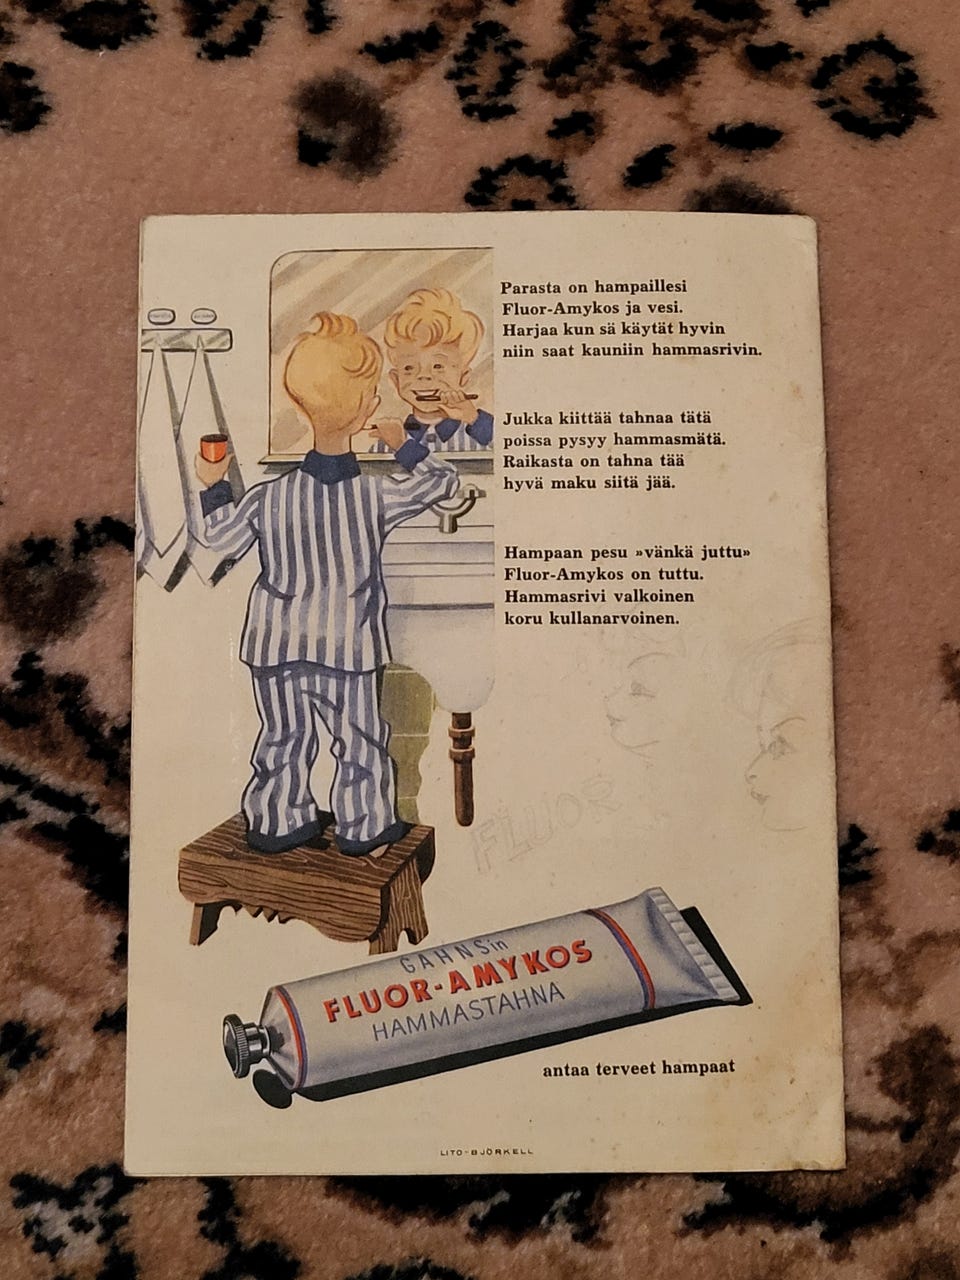 Parasta on hampaillesi
Fluor-Amykos ja vesi.
Harjaa kun sä käytät hyvin
niin saat kauniin hammasrivin.
Jukka kiittää tahnaa tätä
poissa pysyy hammasmätä.
Raikasta on tahna tää
hyvä maku siitä jää.
Hampaan pesu »vänkä juttu»
Fluor-Amykos on tuttu.
Hammasrivi valkoinen
koru kullanarvoinen.
FLUOR
GAHNSin
FLUOR-AMYKOS
HAMMASTAHNA
antaa terveet hampaat
LITO-BJÖRKELL